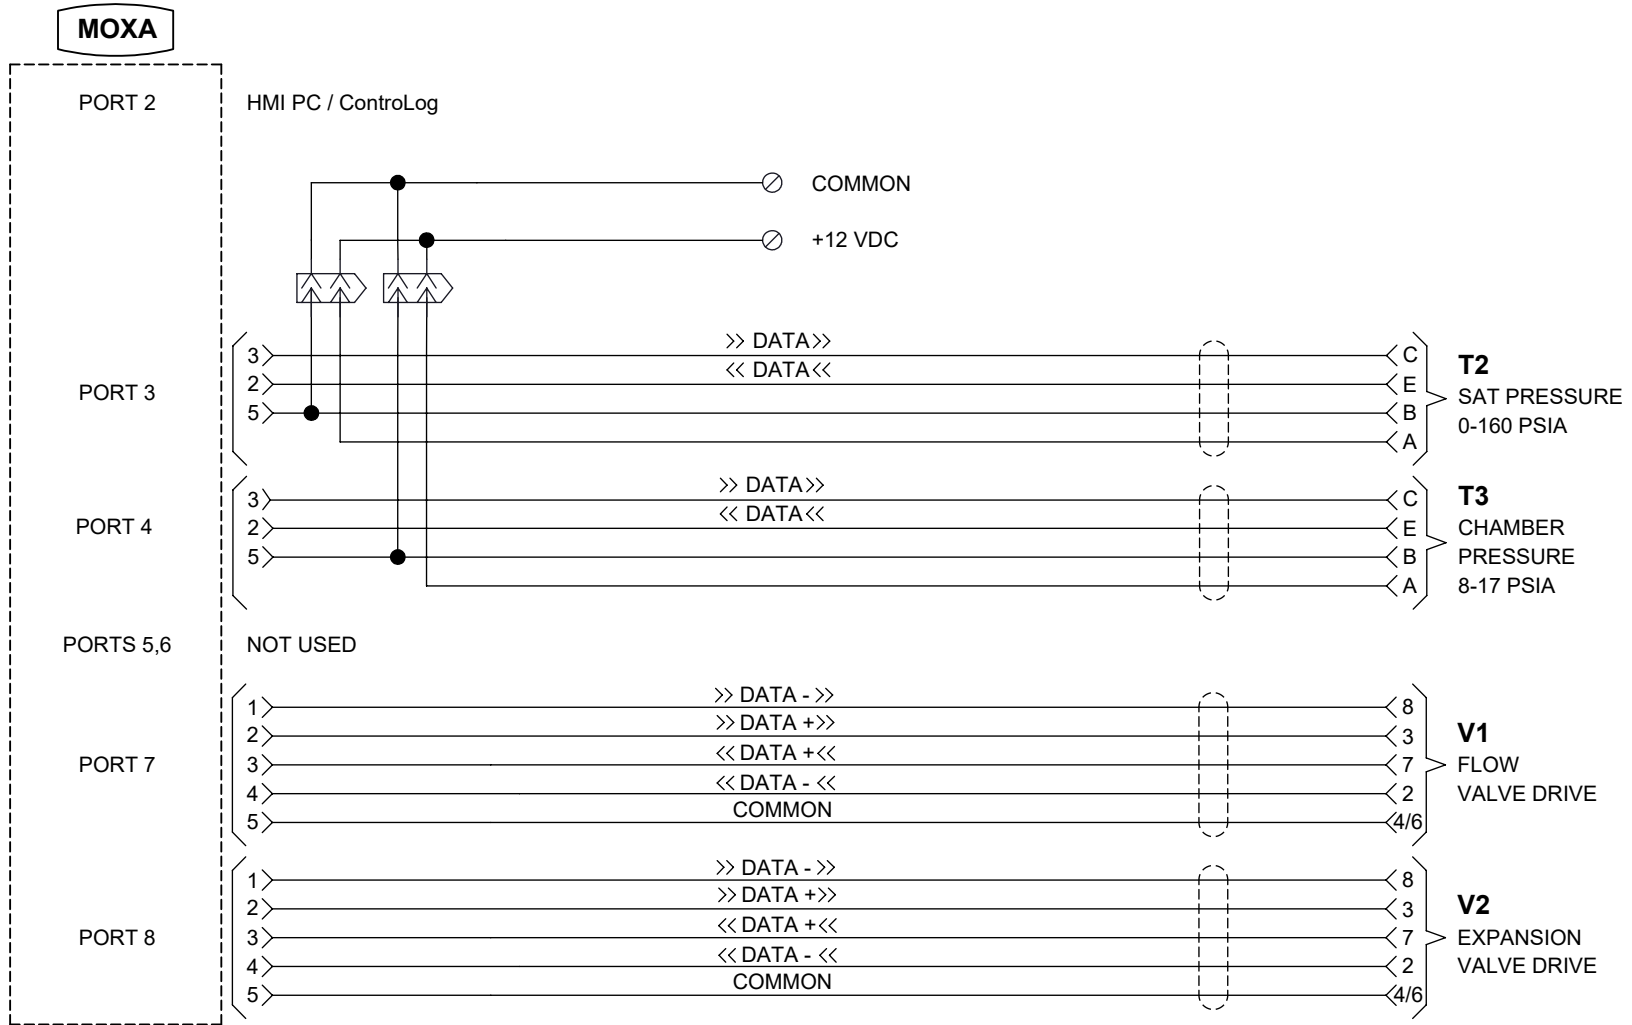 MOXA
PORT 2 HMI PC / ControLog
COMMON
+12 VDC
PORT 3
3 >> DATA>> C
2 << DATA<< E
5 B
A
T2
SAT PRESSURE
0-160 PSIA
PORT 4
3 >> DATA>> C
2 << DATA<< E
5 B
A
T3
CHAMBER
PRESSURE
8-17 PSIA
PORTS 5,6 NOT USED
PORT 7
1 >> DATA - >> 8
2 >> DATA +>> 3
3 << DATA +<< 7
4 << DATA - << 2
5 COMMON 4/6
V1
FLOW
VALVE DRIVE
PORT 8
1 >> DATA - >> 8
2 >> DATA +>> 3
3 << DATA +<< 7
4 << DATA - << 2
5 COMMON 4/6
V2
EXPANSION
VALVE DRIVE